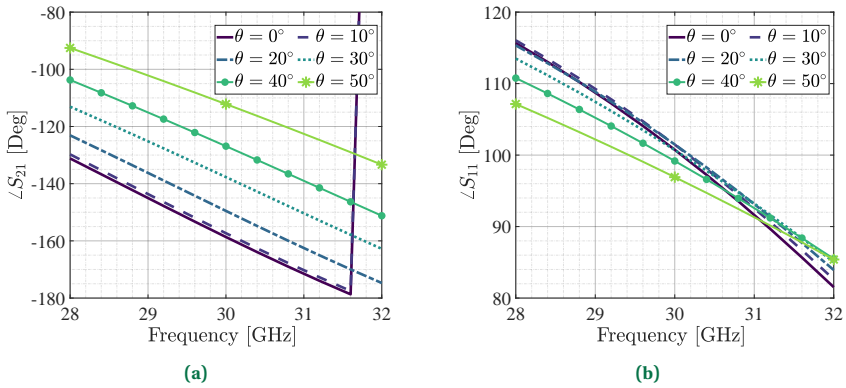 -80
-100
-120
-140
-160
-180
28
29
30
31
32
∠S21 [Deg]
Frequency [GHz]
θ = 0° θ = 10°
θ = 20° θ = 30°
θ = 40° θ = 50°
(a)
120
110
100
90
80
28
29
30
31
32
∠S11 [Deg]
Frequency [GHz]
θ = 0° θ = 10°
θ = 20° θ = 30°
θ = 40° θ = 50°
(b)